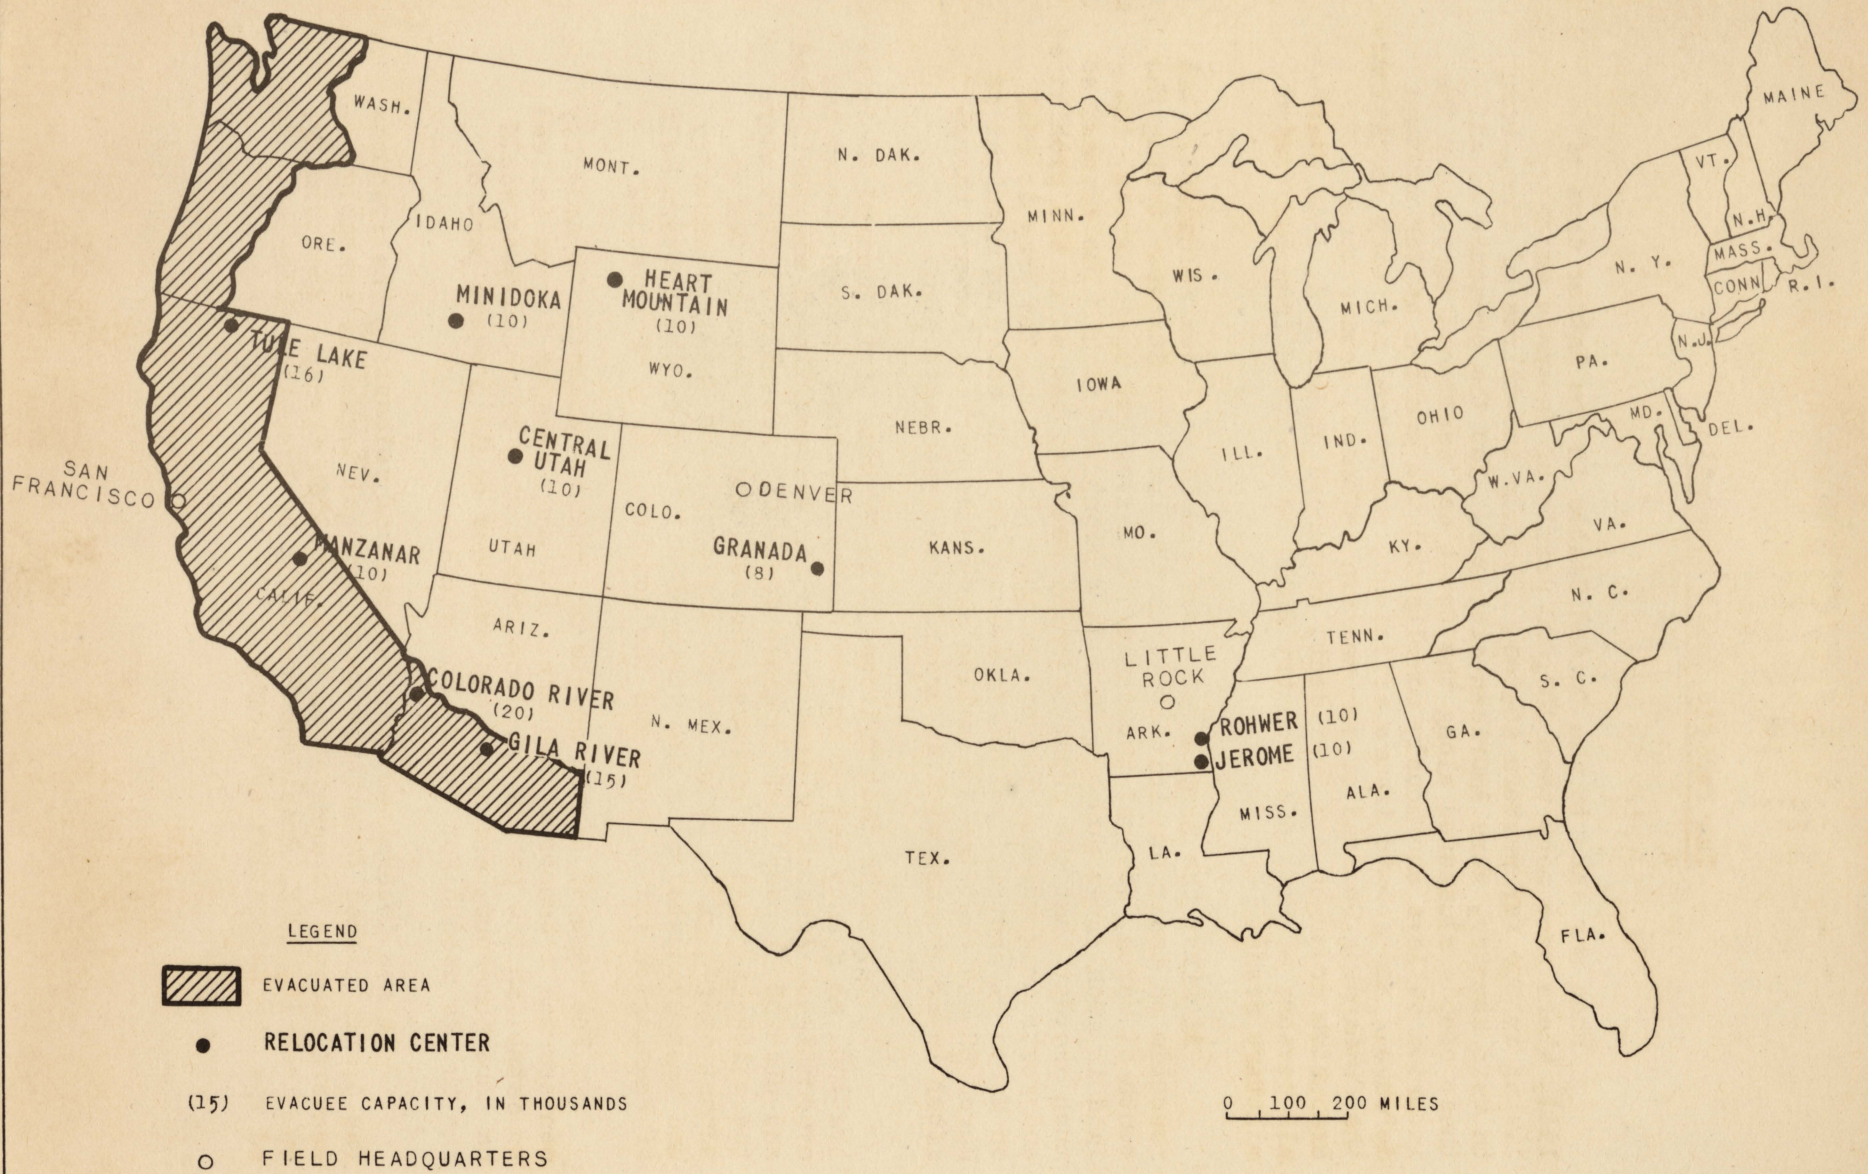 WASH.
MONT.
N. DAK.
MINN.
MAINE
VT.
N.H.
MASS.
CONN
R.I.
N. Y.
IDAHO
ORE.
MINIDOKA
(10)
HEART
MOUNTAIN
(10)
WYO.
S. DAK.
WIS.
MICH.
TULE LAKE
(16)
IOWA
PA.
N.J.
NEBR.
ILL.
IND.
OHIO
MD.
DEL.
W.VA.
VA.
SAN
FRANCISCO
NEV.
CENTRAL
UTAH
(10)
UTAH
COLO.
DENVER
GRANADA
(8)
KANS.
MO.
KY.
MANZANAR
(10)
CALIF.
ARIZ.
N. C.
TENN.
COLORADO RIVER
(20)
N. MEX.
OKLA.
LITTLE
ROCK
ARK.
S. C.
ROHWER (10)
JEROME (10)
GA.
GILA RIVER
(15)
ALA.
MISS.
TEX.
LA.
FLA.
LEGEND
EVACUATED AREA
RELOCATION CENTER
(15) EVACUEE CAPACITY, IN THOUSANDS
FIELD HEADQUARTERS
0 100 200 MILES